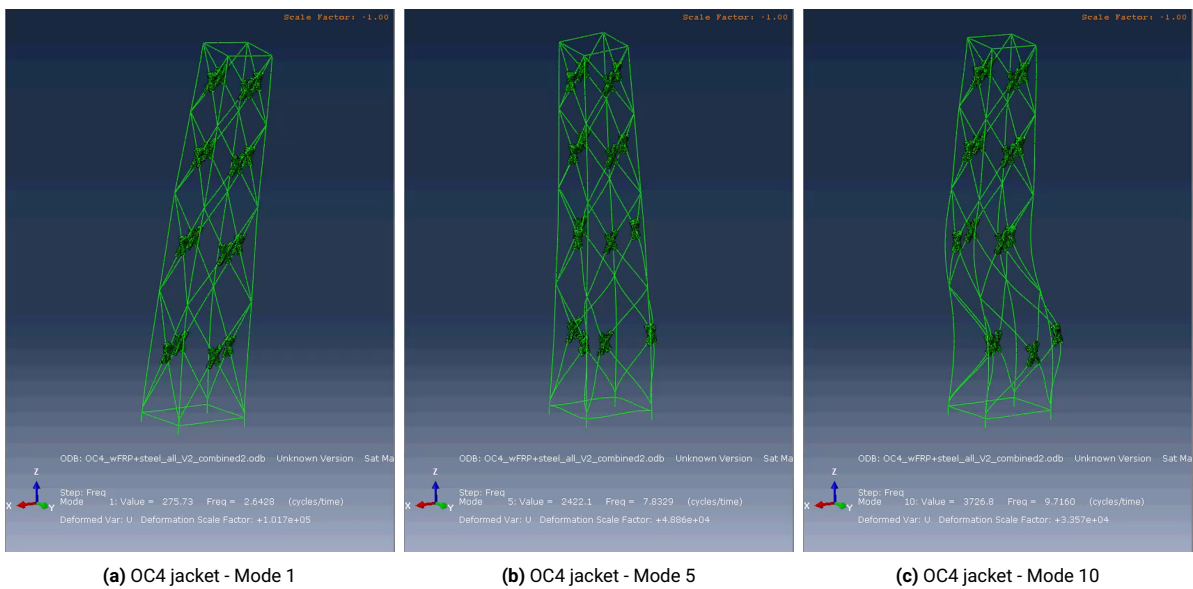 Scale Factor: -1.00
Z
X
Y
ODB: OC4_wFRP+steel_all_V2_combined2.odb Unknown Version Sat Ma
Step: Freq
Mode 1: Value = 275.73 Freq = 2.6428 (cycles/time)
Deformed Var: U Deformation Scale Factor: +1.017e+05
(a) OC4 jacket - Mode 1
Scale Factor: -1.00
Z
X
Y
ODB: OC4_wFRP+steel_all_V2_combined2.odb Unknown Version Sat Ma
Step: Freq
Mode 5: Value = 2422.1 Freq = 7.8329 (cycles/time)
Deformed Var: U Deformation Scale Factor: +4.886e+04
(b) OC4 jacket - Mode 5
Scale Factor: -1.00
Z
X
Y
ODB: OC4_wFRP+steel_all_V2_combined2.odb Unknown Version Sat Ma
Step: Freq
Mode 10: Value = 3726.8 Freq = 9.7160 (cycles/time)
Deformed Var: U Deformation Scale Factor: +3.357e+04
(c) OC4 jacket - Mode 10